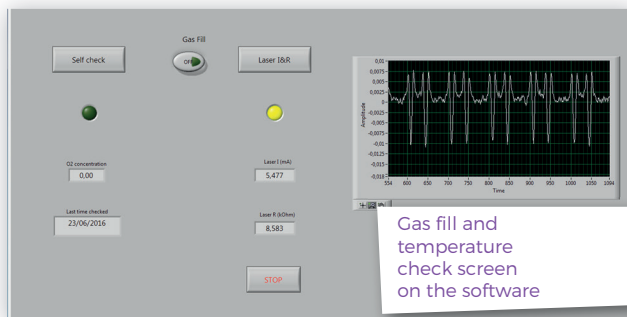 Gas Fill
Self check
OFF
Laser I&R
O2 concentration
0,00
Laser I (mA)
5,477
Last time checked
23/06/2016
Laser R (kOhm)
8,583
STOP
Amplitude
0,01
0,0075
0,005
0,0025
0
-0,0025
-0,005
-0,0075
-0,01
-0,0125
-0,015
-0,018
554 600 650 700 750 800 850 900 950 1000 1050 1094
Time
Gas fill and
temperature
check screen
on the software